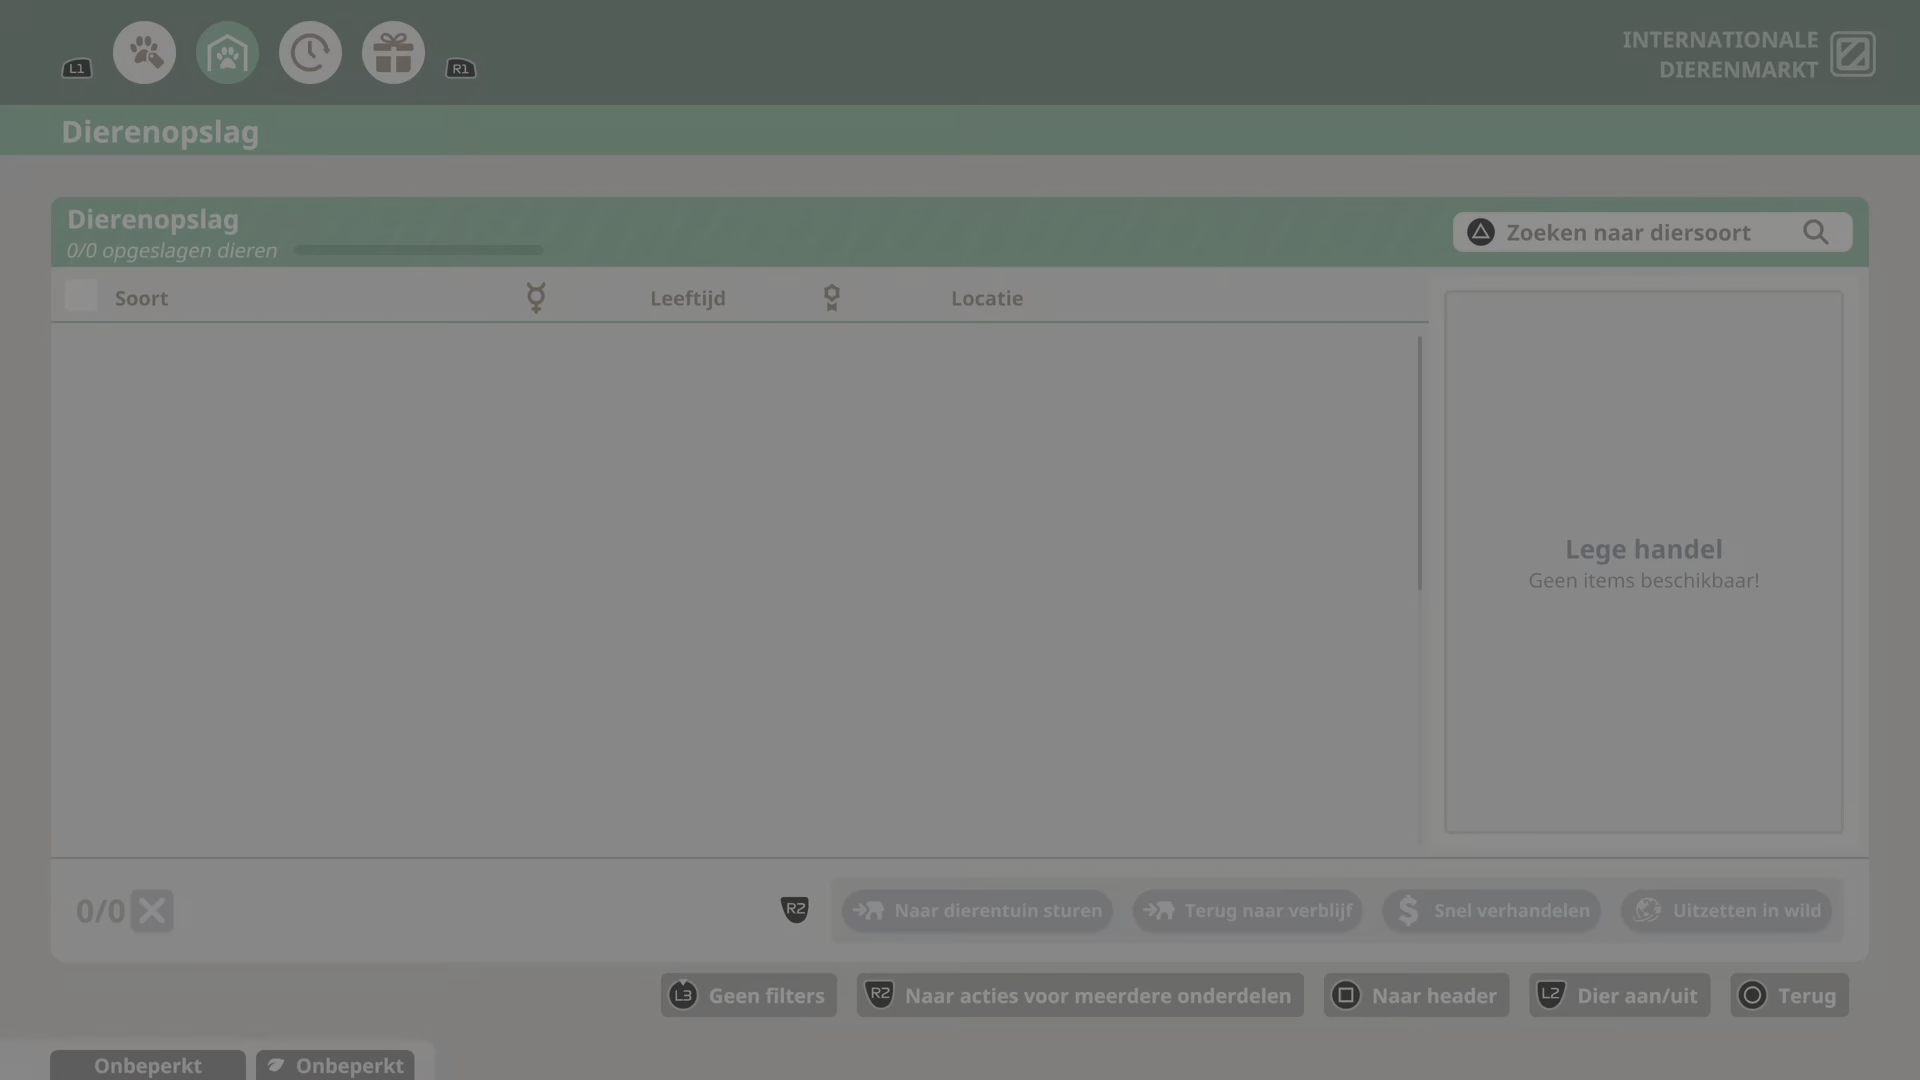 L1
R1
INTERNATIONALE
DIERENMARKT
Dierenopslag
Dierenopslag
0/0 opgeslagen dieren
Zoeken naar diersoort
Soort
Leeftijd
Locatie
Lege handel
Geen items beschikbaar!
0/0
R2
Naar dierentuin sturen
Terug naar verblijf
$ Snel verhandelen
Uitzetten in wild
L3 Geen filters
R2 Naar acties voor meerdere onderdelen
Naar header
L2 Dier aan/uit
Terug
Onbeperkt
Onbeperkt